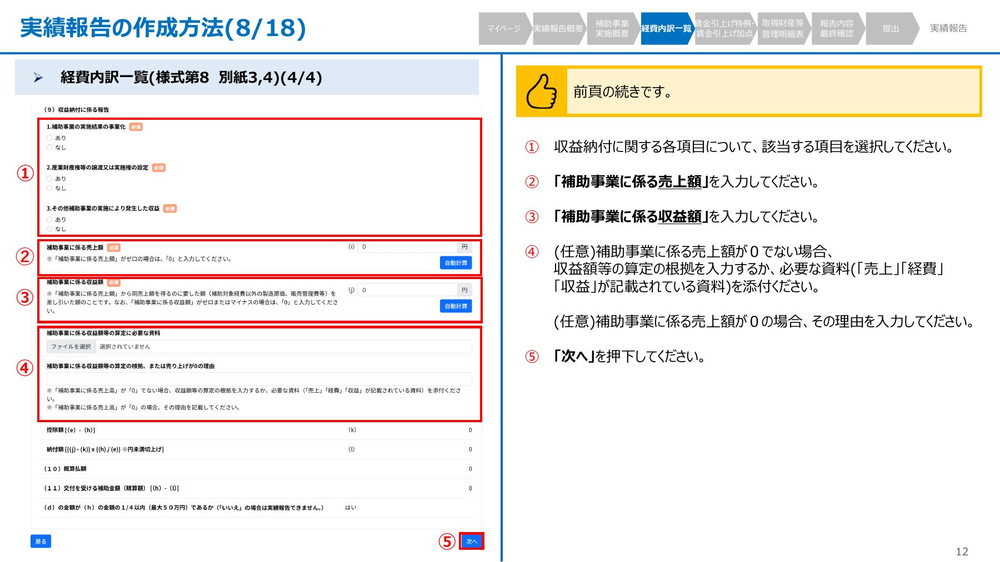 実績報告の作成方法(8/18)
マイページ
実績報告概要
補助事業
実施概要
経費内訳一覧
賃金引上げ特例・
賃金引上げ加点
取得財産等
管理明細表
報告内容
最終確認
提出
実績報告
➢ 経費内訳一覧(様式第8 別紙3,4)(4/4)
（9）収益納付に係る報告
①
1.補助事業の実施結果の事業化 必須
あり
なし
2.産業財産権等の譲渡又は実施権の設定 必須
あり
なし
3.その他補助事業の実施により発生した収益 必須
あり
なし
②
補助事業に係る売上額 必須 （i） 0 円
※「補助事業に係る売上額」がゼロの場合は、「0」と入力してください。
自動計算
③
補助事業に係る収益額 必須
（j） 0 円
※「補助事業に係る売上額」から同売上額を得るのに要した額（補助対象経費以外の製造原価、販売管理費等）を
差し引いた額のことです。なお、「補助事業に係る収益額」がゼロまたはマイナスの場合は、「0」と入力してくださ
い。
自動計算
④
補助事業に係る収益額等の算定に必要な資料
ファイルを選択 選択されていません
補助事業に係る収益額等の算定の根拠、または売り上げが0の理由
※「補助事業に係る売上高」が「0」でない場合、収益額等の算定の根拠を入力するか、必要な資料（「売上」「経費」「収益」が記載されている資料）を添付くださ
い。
※「補助事業に係る売上高」が「0」の場合、その理由を記載してください。
控除額 [（e）-（h）] （k） 0
納付額 [{(j) - (k)} x {(h) / (e)} ※円未満切上げ] （l） 0
（１０）概算払額 0
（１１）交付を受ける補助金額（精算額） [（h）-（l）] 0
（d）の金額が（h）の金額の１/４以内（最大５０万円）であるか（「いいえ」の場合は実績報告できません。） はい
戻る
⑤ 次へ
前頁の続きです。
① 収益納付に関する各項目について、該当する項目を選択してください。
② 「補助事業に係る売上額」を入力してください。
③ 「補助事業に係る収益額」を入力してください。
④ (任意)補助事業に係る売上額が０でない場合、
収益額等の算定の根拠を入力するか、必要な資料(「売上」「経費」
「収益」が記載されている資料)を添付ください。
(任意)補助事業に係る売上額が０の場合、その理由を入力してください。
⑤ 「次へ」を押下してください。
12